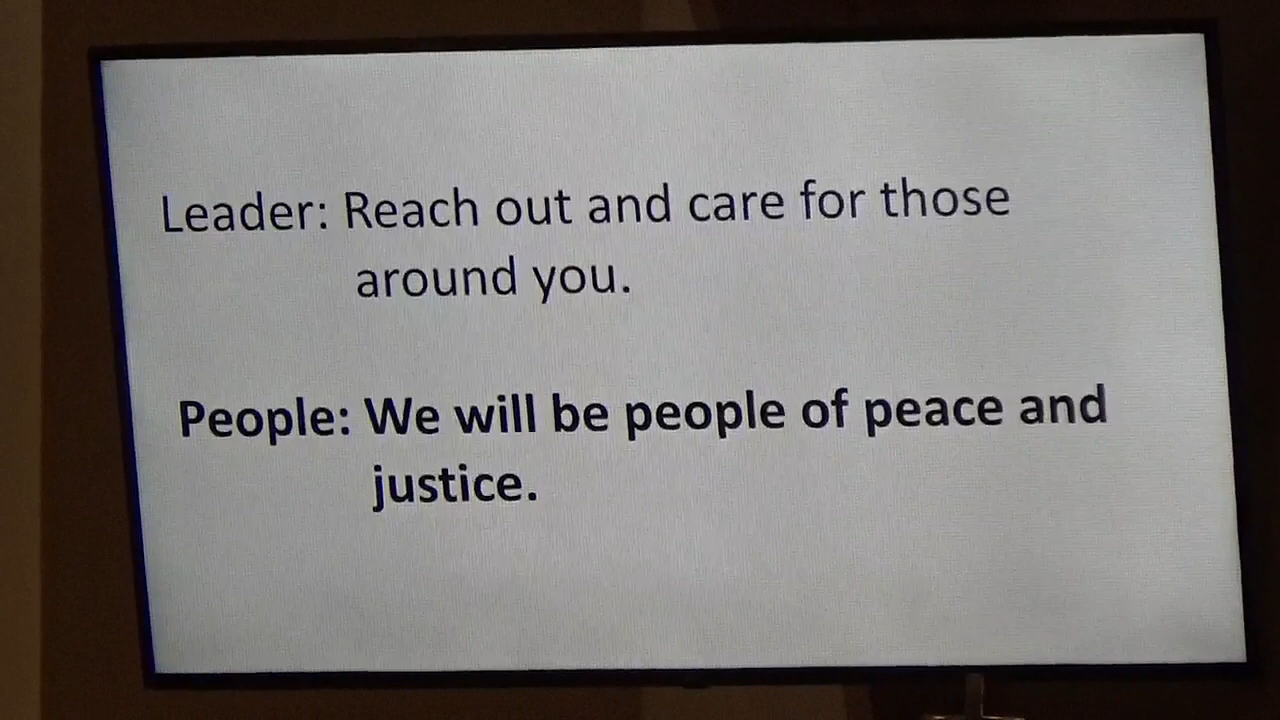 Leader: Reach out and care for those
around you.
People: We will be people of peace and
justice.